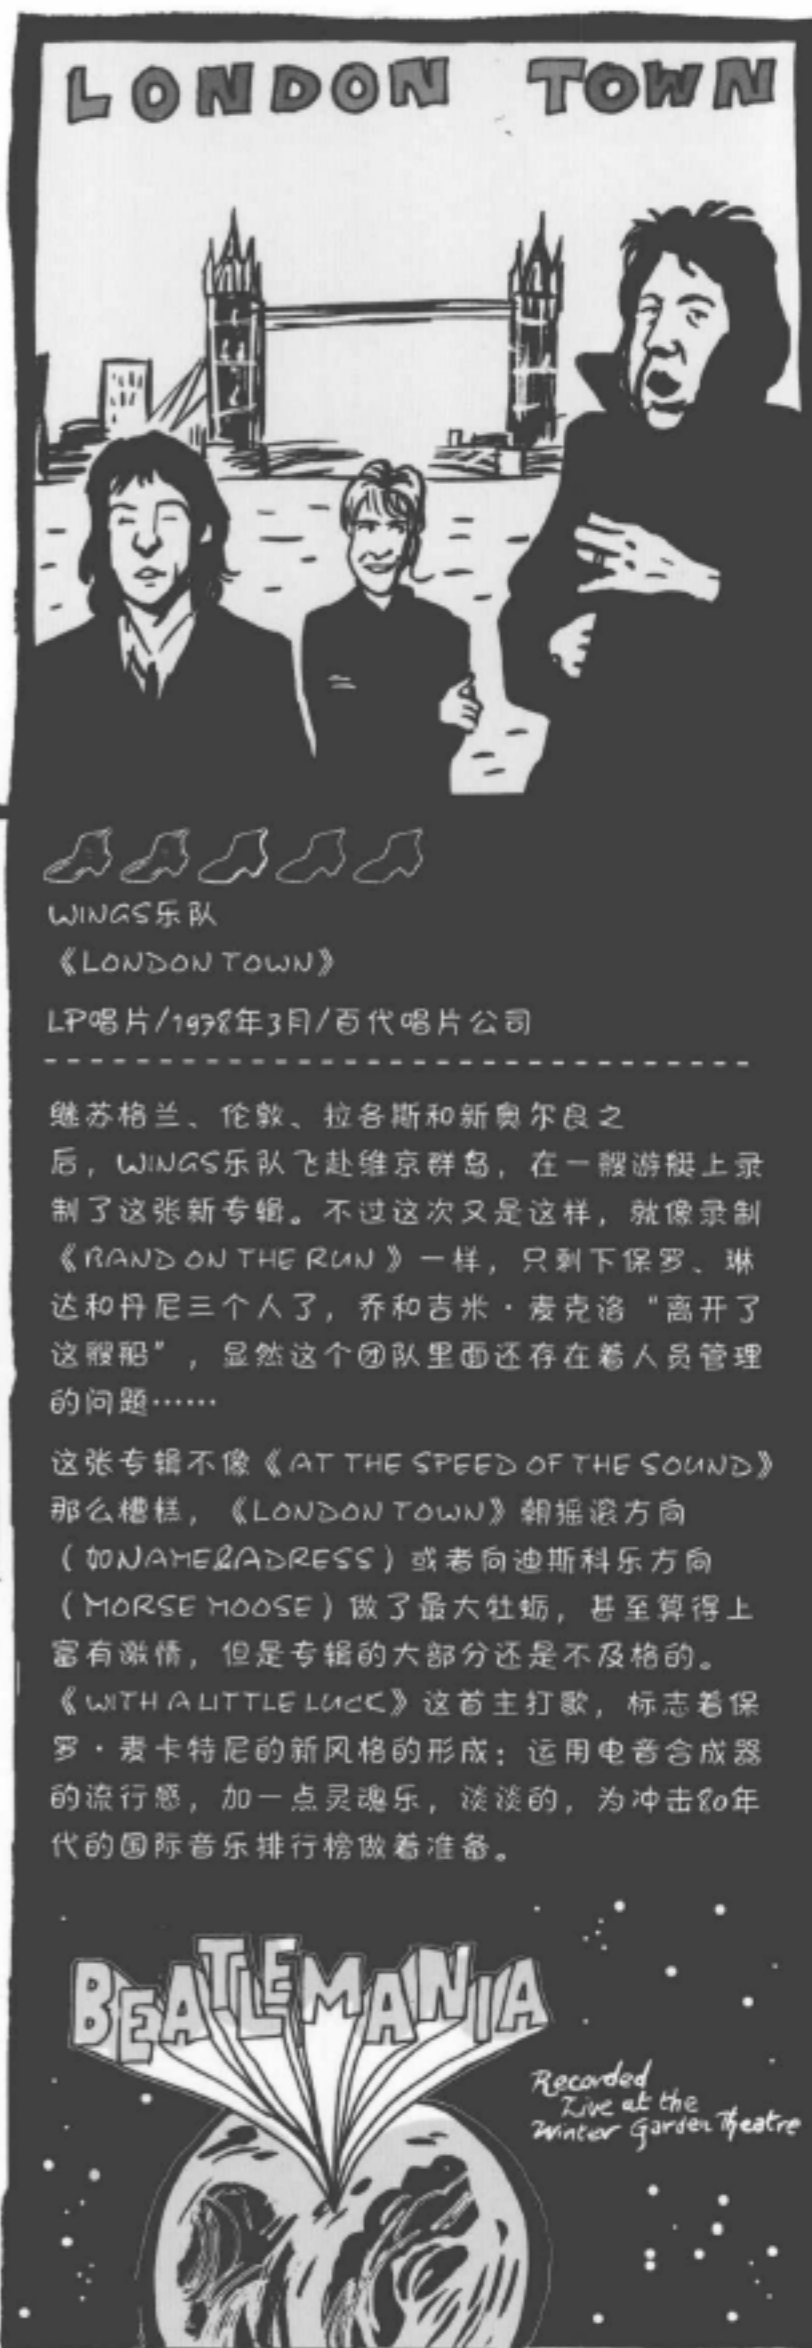 LONDON TOWN
WINGS乐队
《LONDON TOWN》
LP唱片/1978年3月/百代唱片公司
继苏格兰、伦敦、拉各斯和新奥尔良之
后，WINGS乐队飞赴维京群岛，在一艘游艇上录
制了这张新专辑。不过这次又是这样，就像录制
《BAND ON THE RUN》一样，只剩下保罗、琳
达和丹尼三个人了，乔和吉米·麦克洛“离开了
这艘船”，显然这个团队里面还存在着人员管理
的问题……
这张专辑不像《AT THE SPEED OF THE SOUND》
那么糟糕，《LONDON TOWN》朝摇滚方向
（如NAME&ADRESS）或者向迪斯科乐方向
（MORSE MOOSE）做了最大牡蛎，甚至算得上
富有激情，但是专辑的大部分还是不及格的。
《WITH A LITTLE LUCK》这首主打歌，标志着保
罗·麦卡特尼的新风格的形成：运用电音合成器
的流行感，加一点灵魂乐，淡淡的，为冲击80年
代的国际音乐排行榜做着准备。
BEATLEMANIA
Recorded
Live at the
Winter Garden Theatre